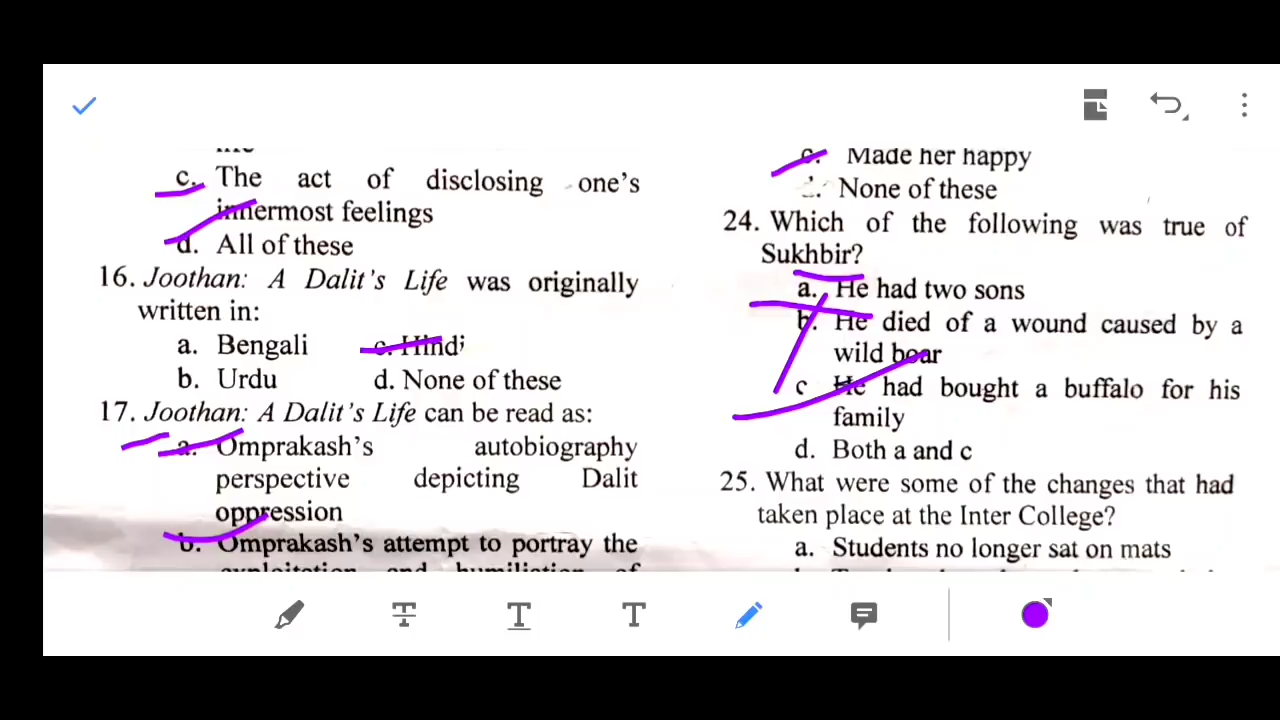 c. The act of disclosing one's
innermost feelings
d. All of these
16. Joothan: A Dalit's Life was originally
written in:
a. Bengali c. Hindi
b. Urdu d. None of these
17. Joothan: A Dalit's Life can be read as:
a. Omprakash's autobiography
perspective depicting Dalit
oppression
b. Omprakash's attempt to portray the
exploitation and humiliation of
c. Made her happy
d. None of these
24. Which of the following was true of
Sukhbir?
a. He had two sons
b. He died of a wound caused by a
wild boar
c He had bought a buffalo for his
family
d. Both a and c
25. What were some of the changes that had
taken place at the Inter College?
a. Students no longer sat on mats